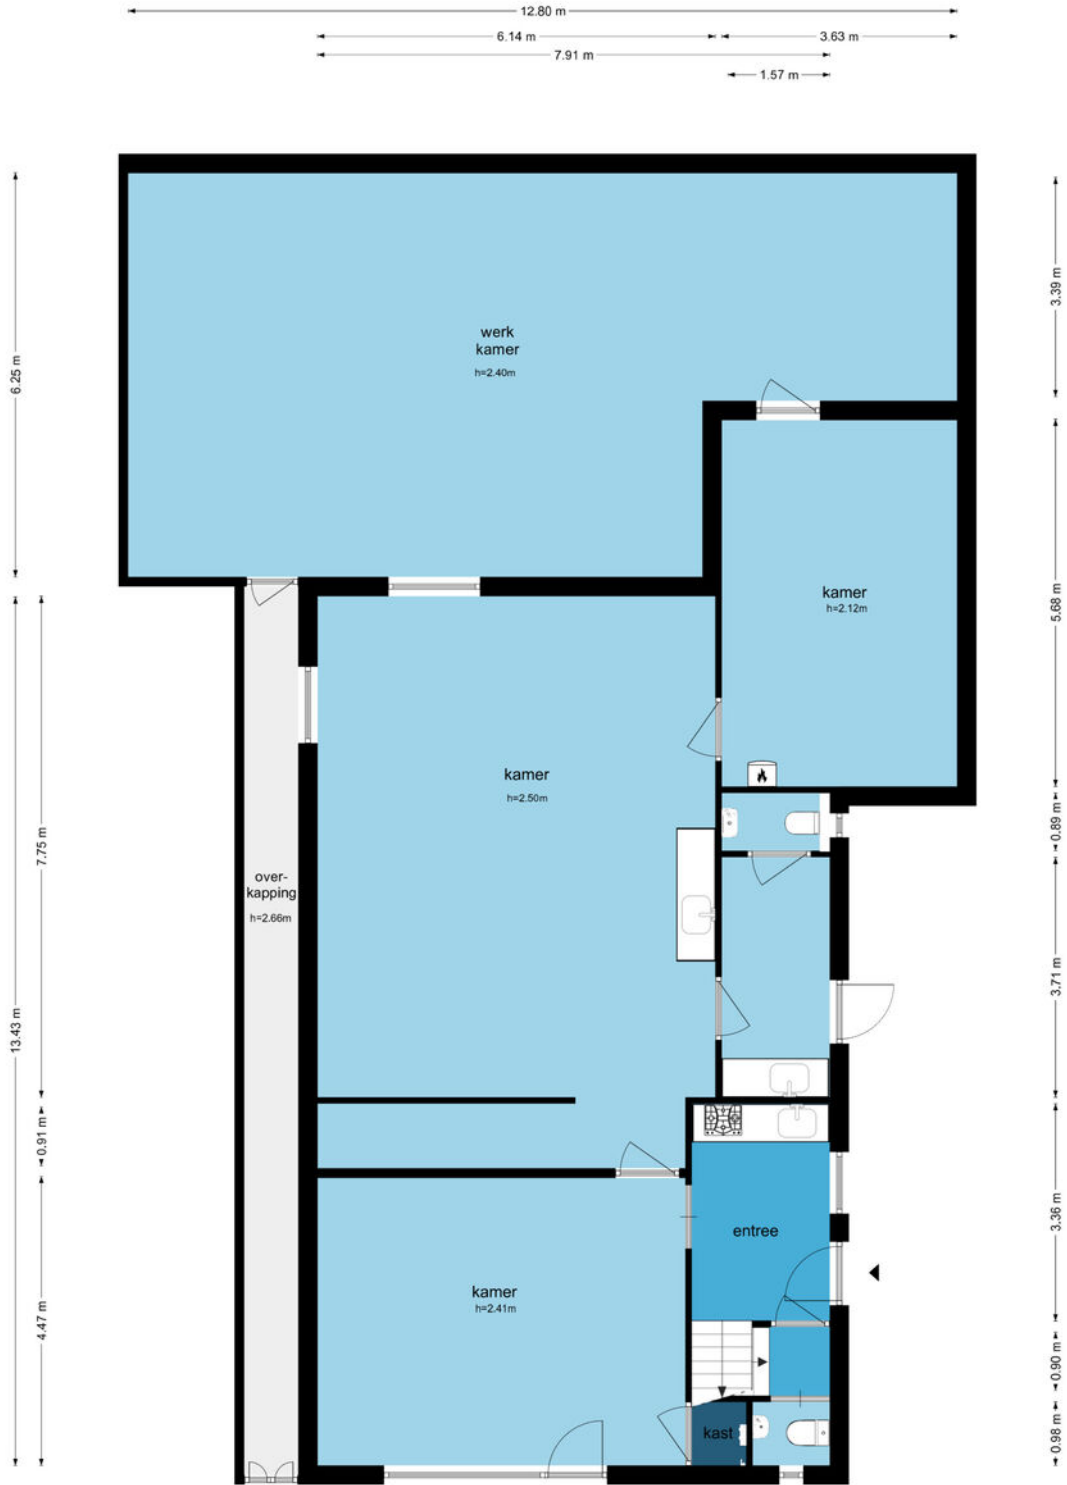 12.80 m
6.14 m
3.63 m
7.91 m
1.57 m
6.25 m
3.39 m
werk
kamer
h=2.40m
kamer
h=2.12m
5.68 m
kamer
h=2.50m
7.75 m
0.89 m
over-
kapping
h=2.66m
3.71 m
13.43 m
0.91 m
entree
3.36 m
kamer
h=2.41m
4.47 m
0.90 m
kast
0.98 m